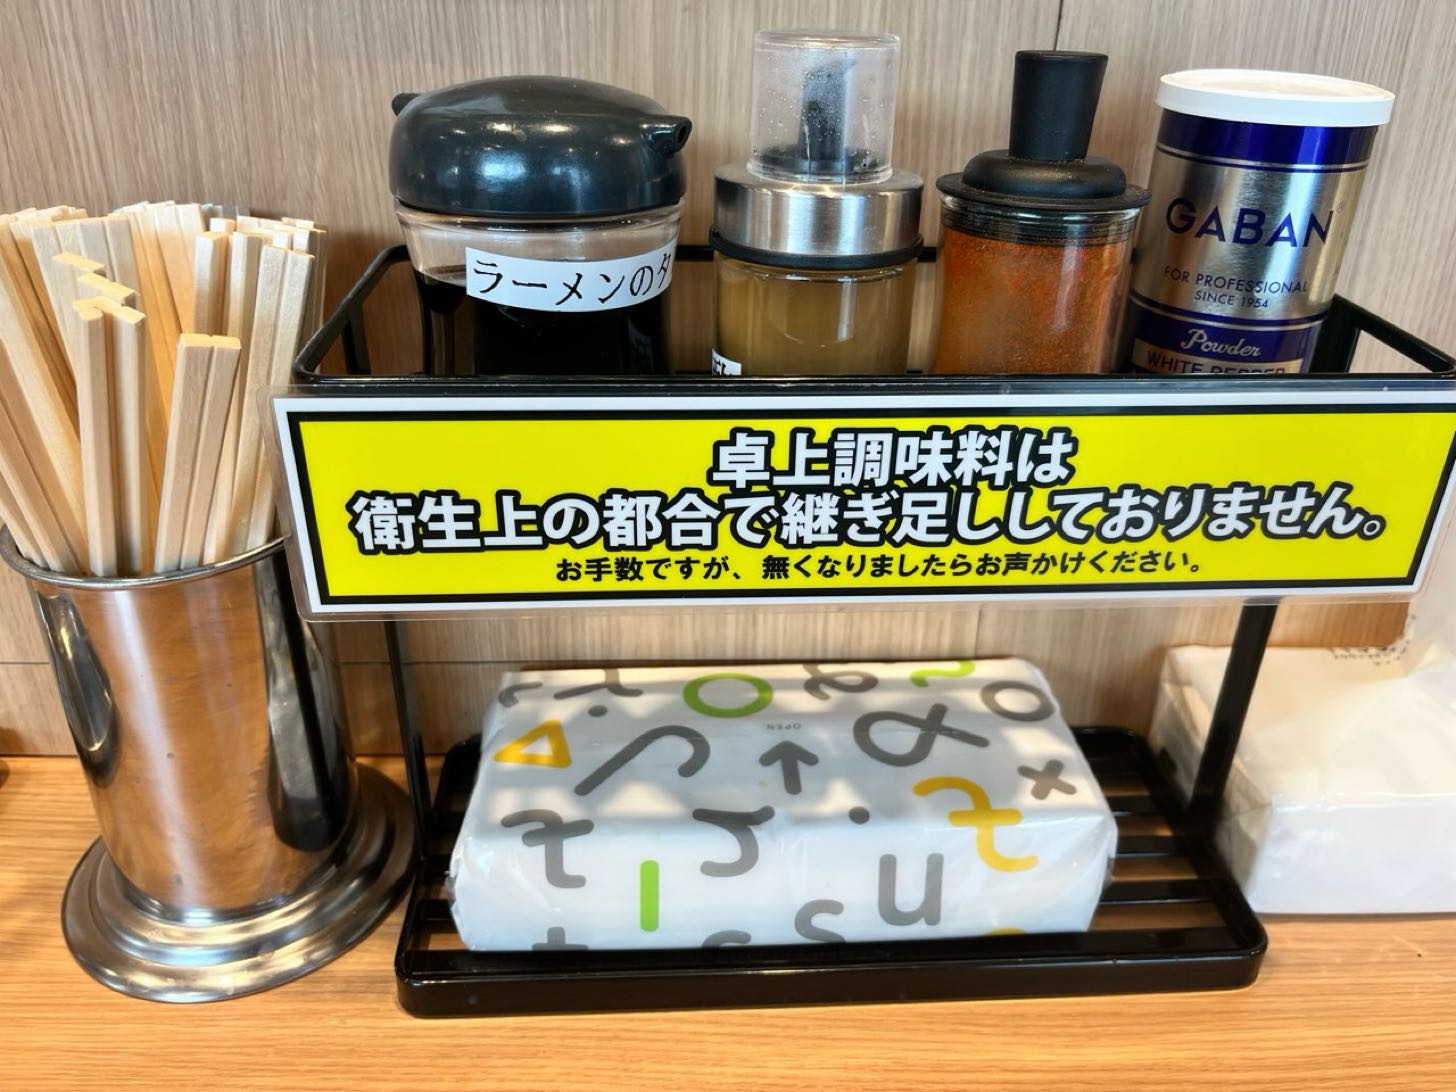 ラーメンのタ
GABAN
FOR PROFESSIONAL
SINCE 1954
Powder
WHITE PEPPER
卓上調味料は
衛生上の都合で継ぎ足ししておりません。
お手数ですが、無くなりましたらお声かけください。
OPEN